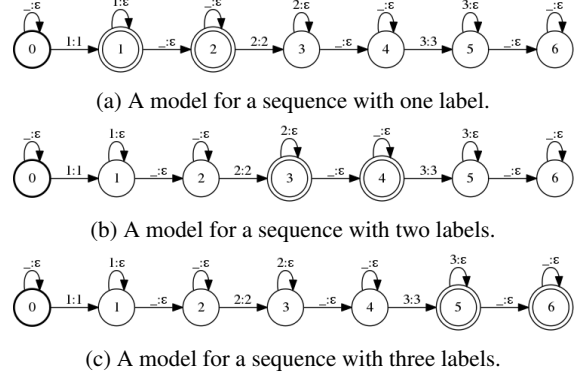 _:ε 1:ε _:ε 2:ε _:ε 3:ε _:ε
0 1:1 1 _:ε 2 2:2 3 _:ε 4 3:3 5 _:ε 6
(a) A model for a sequence with one label.
_:ε 1:ε _:ε 2:ε _:ε 3:ε _:ε
0 1:1 1 _:ε 2 2:2 3 _:ε 4 3:3 5 _:ε 6
(b) A model for a sequence with two labels.
_:ε 1:ε _:ε 2:ε _:ε 3:ε _:ε
0 1:1 1 _:ε 2 2:2 3 _:ε 4 3:3 5 _:ε 6
(c) A model for a sequence with three labels.